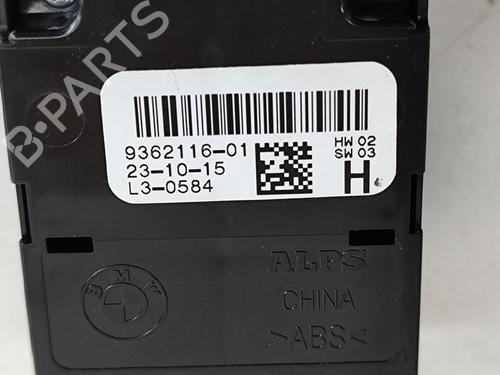 B-PARTS
9362116-01
23-10-15
L3-0584
HW 02
SW 03
H
BMW
ALPS
CHINA
>ABS<